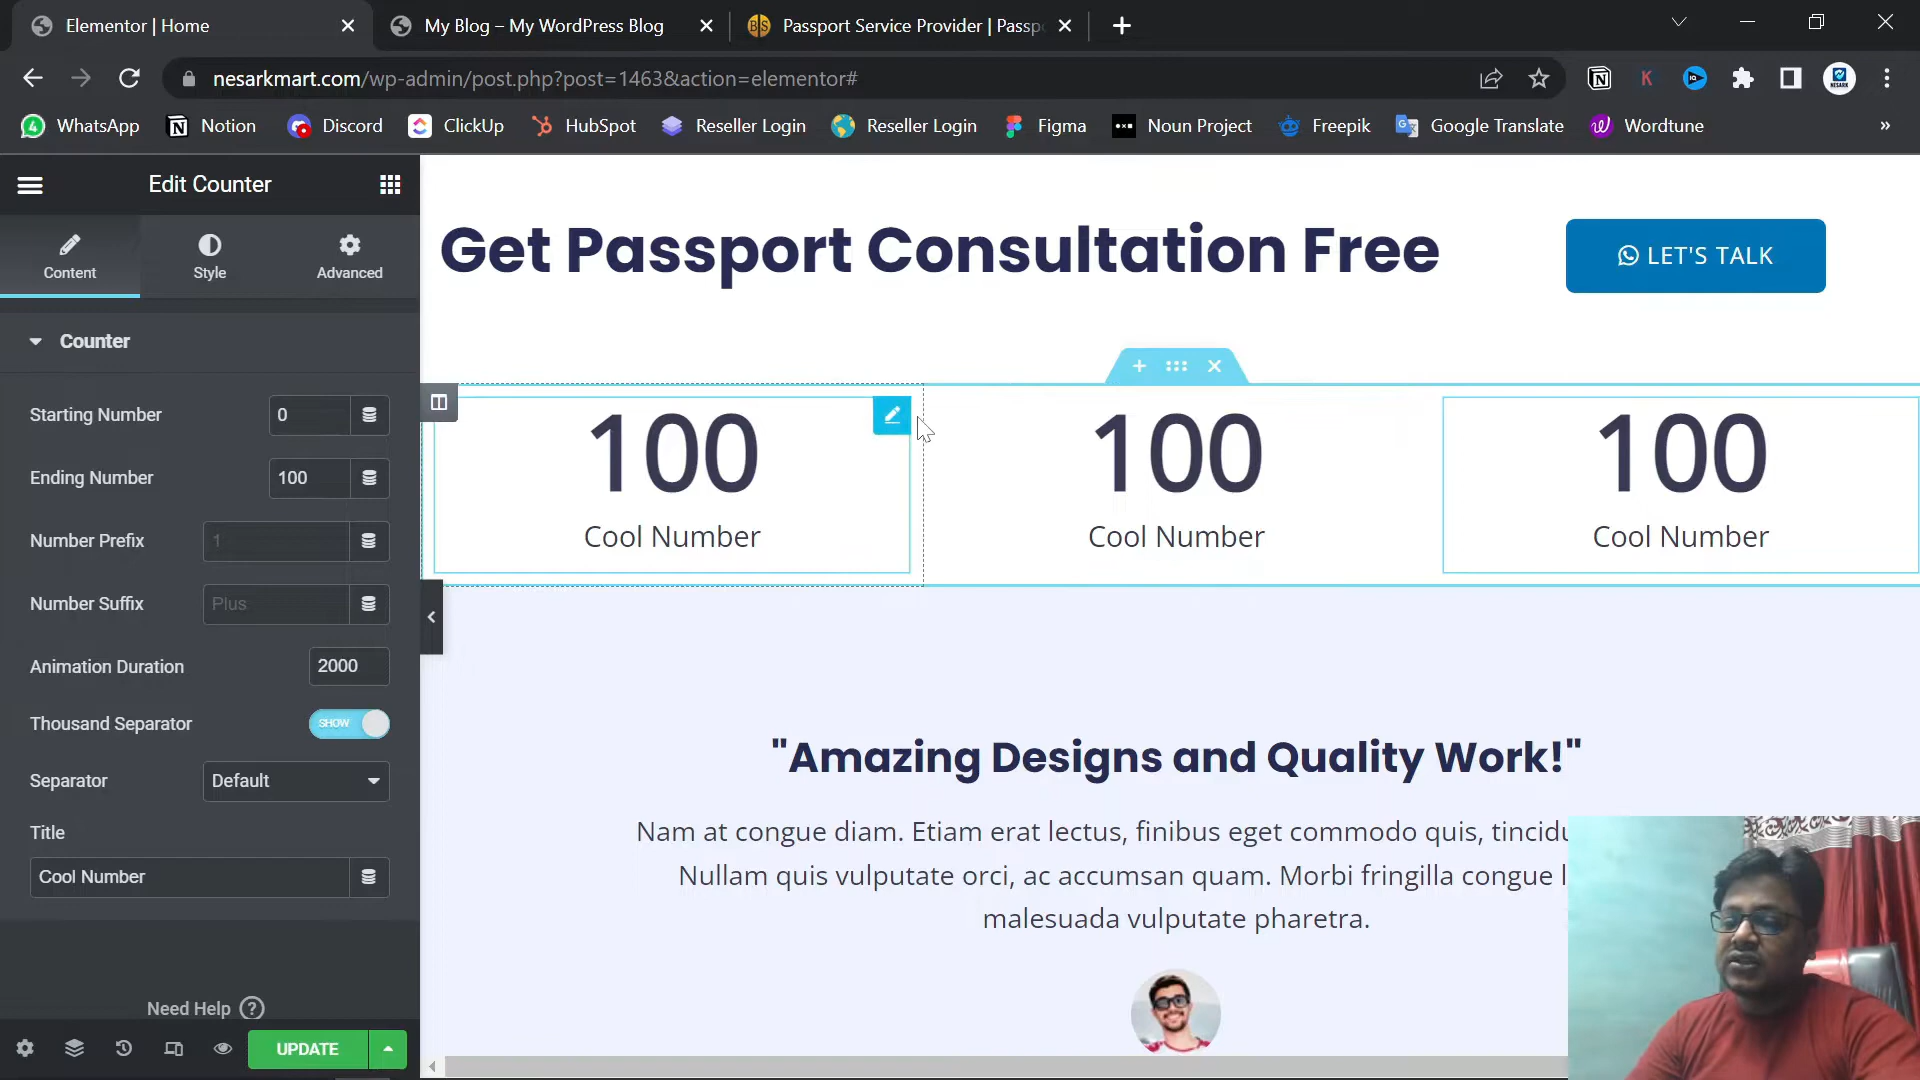 Elementor | Home
My Blog – My WordPress Blog
Passport Service Provider | Passp
nesarkmart.com/wp-admin/post.php?post=1463&action=elementor#
4 WhatsApp
Notion
Discord
ClickUp
HubSpot
Reseller Login
Reseller Login
Figma
Noun Project
Freepik
Google Translate
Wordtune
»
Edit Counter
Content
Style
Advanced
Counter
Starting Number
0
Ending Number
100
Number Prefix
1
Number Suffix
Plus
Animation Duration
2000
Thousand Separator
SHOW
Separator
Default
Title
Cool Number
Need Help ?
UPDATE
Get Passport Consultation Free
LET'S TALK
100
Cool Number
100
Cool Number
100
Cool Number
"Amazing Designs and Quality Work!"
Nam at congue diam. Etiam erat lectus, finibus eget commodo quis,
Nullam quis vulputate orci, ac accumsan quam. Morbi fringilla congue
malesuada vulputate pharetra.